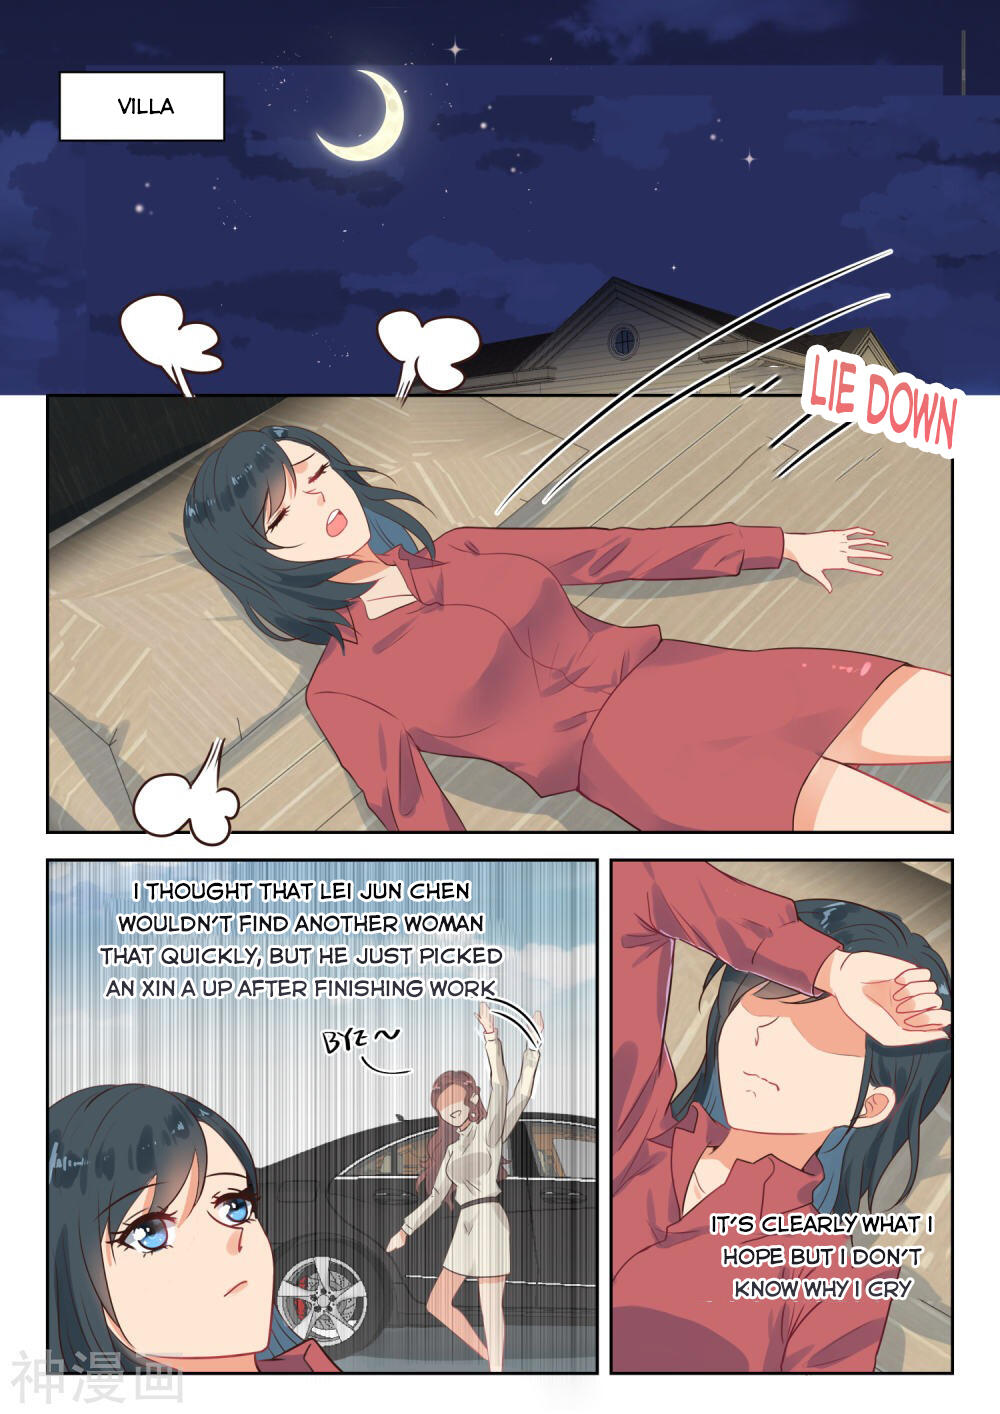 VILLA
LIE DOWN
I THOUGHT THAT LEI JUN CHEN
WOULDN'T FIND ANOTHER WOMAN
THAT QUICKLY, BUT HE JUST PICKED
AN XIN A UP AFTER FINISHING WORK
BYE~
IT'S CLEARLY WHAT I
HOPE BUT I DON'T
KNOW WHY I CRY
神漫画